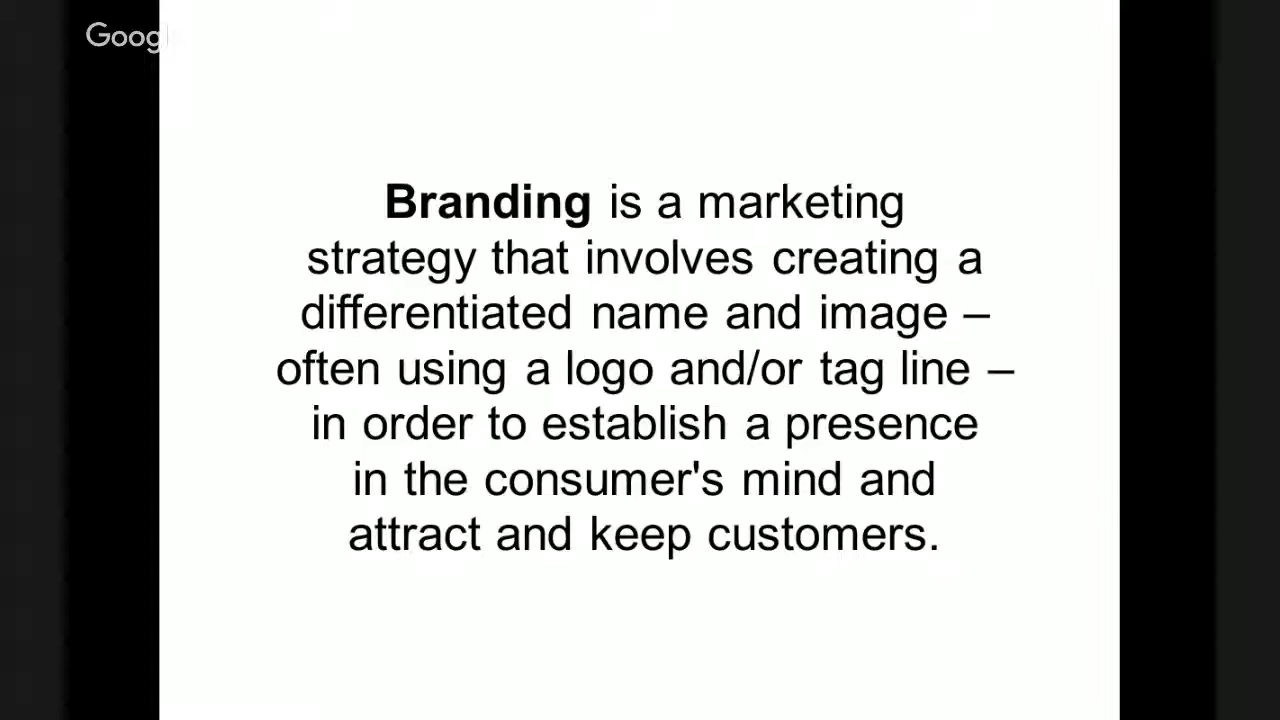 Googl
Branding is a marketing
strategy that involves creating a
differentiated name and image –
often using a logo and/or tag line –
in order to establish a presence
in the consumer's mind and
attract and keep customers.